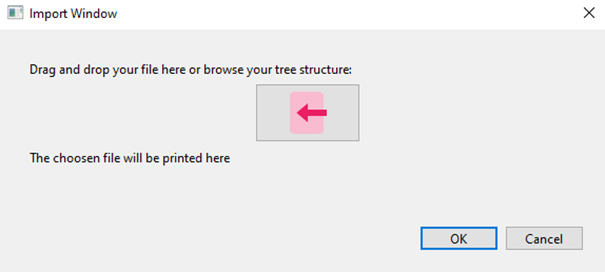 Import Window
Drag and drop your file here or browse your tree structure:
The choosen file will be printed here
OK Cancel